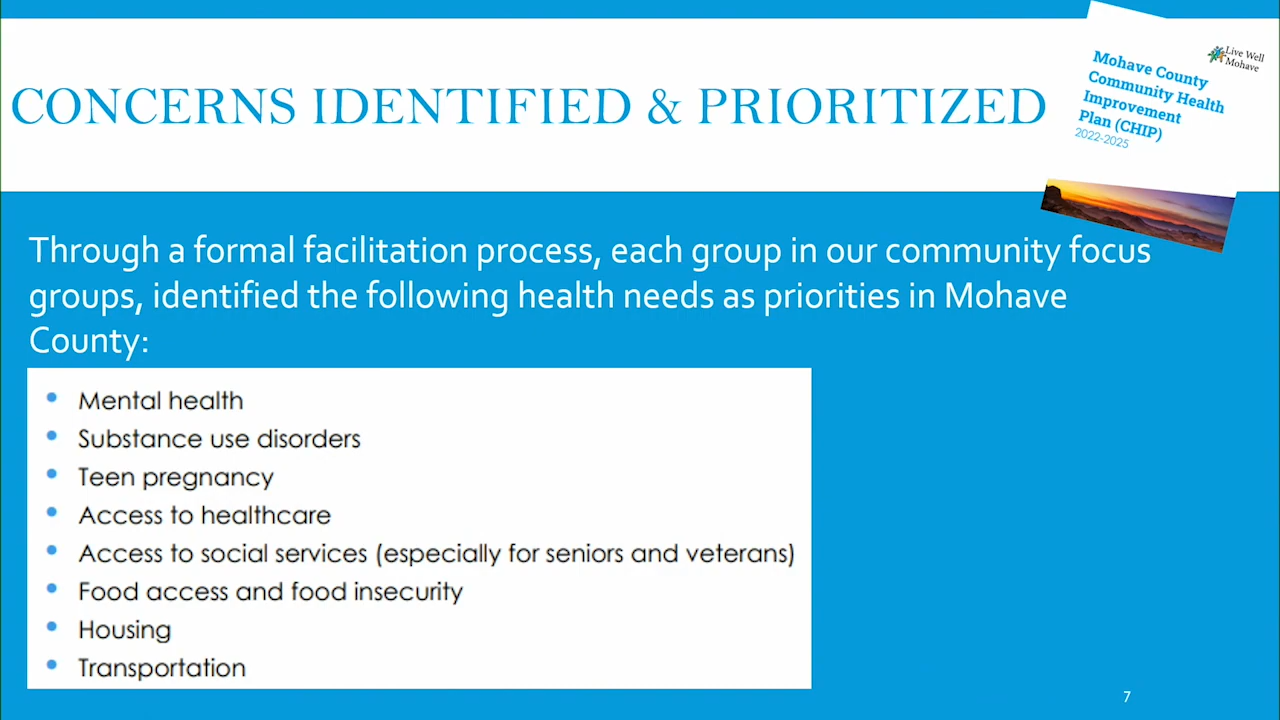 CONCERNS IDENTIFIED & PRIORITIZED
Live Well
Mohave
Mohave County
Community Health
Improvement
Plan (CHIP)
2022-2025
Through a formal facilitation process, each group in our community focus
groups, identified the following health needs as priorities in Mohave
County:
• Mental health
• Substance use disorders
• Teen pregnancy
• Access to healthcare
• Access to social services (especially for seniors and veterans)
• Food access and food insecurity
• Housing
• Transportation
7